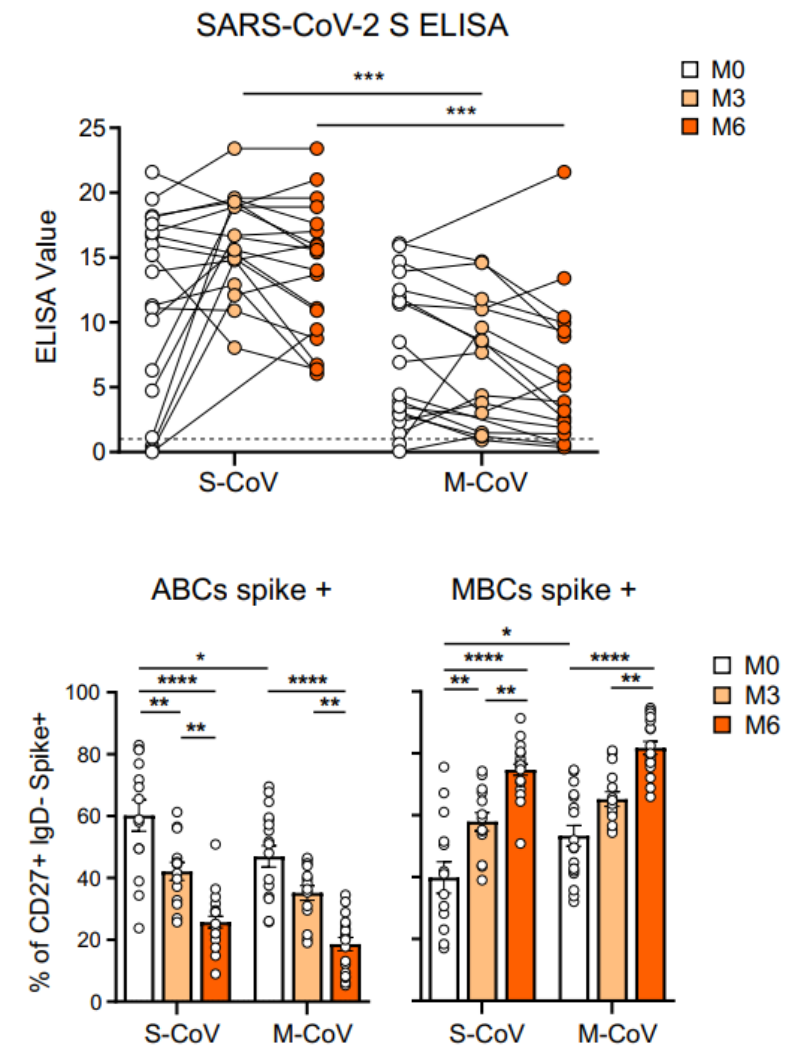 SARS-CoV-2 S ELISA
M0
M3
M6
***
***
ELISA Value
25
20
15
10
5
0
S-CoV
M-CoV
ABCs spike +
MBCs spike +
M0
M3
M6
*
****
****
**
**
**
*
****
****
**
**
**
% of CD27+ IgD- Spike+
100
80
60
40
20
0
S-CoV
M-CoV
S-CoV
M-CoV